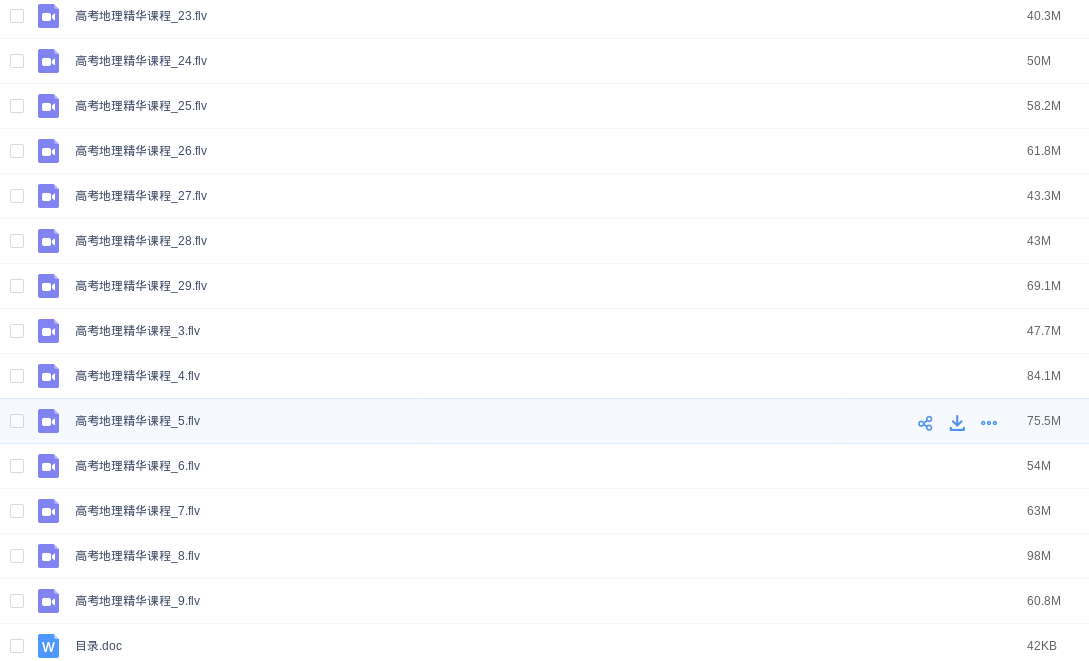 高考地理精华课程_23.flv 40.3M
高考地理精华课程_24.flv 50M
高考地理精华课程_25.flv 58.2M
高考地理精华课程_26.flv 61.8M
高考地理精华课程_27.flv 43.3M
高考地理精华课程_28.flv 43M
高考地理精华课程_29.flv 69.1M
高考地理精华课程_3.flv 47.7M
高考地理精华课程_4.flv 84.1M
高考地理精华课程_5.flv 75.5M
高考地理精华课程_6.flv 54M
高考地理精华课程_7.flv 63M
高考地理精华课程_8.flv 98M
高考地理精华课程_9.flv 60.8M
W 目录.doc 42KB